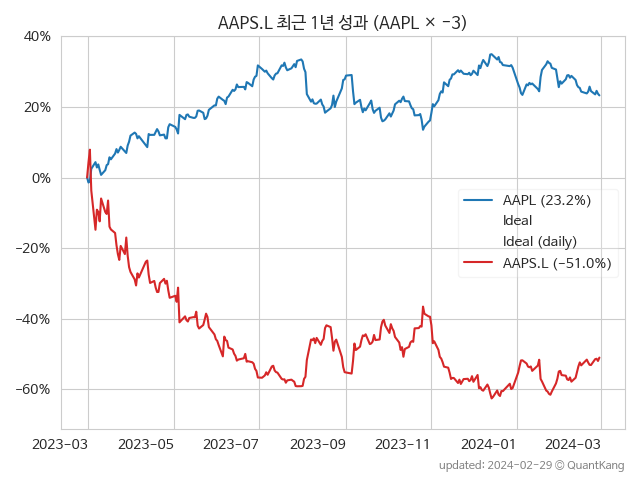 AAPS.L 최근 1년 성과 (AAPL × −3)
40%
20%
0%
−20%
−40%
−60%
AAPL (23.2%)
Ideal
Ideal (daily)
AAPS.L (−51.0%)
2023−03
2023−05
2023−07
2023−09
2023−11
2024−01
2024−03
updated: 2024−02−29 © QuantKang